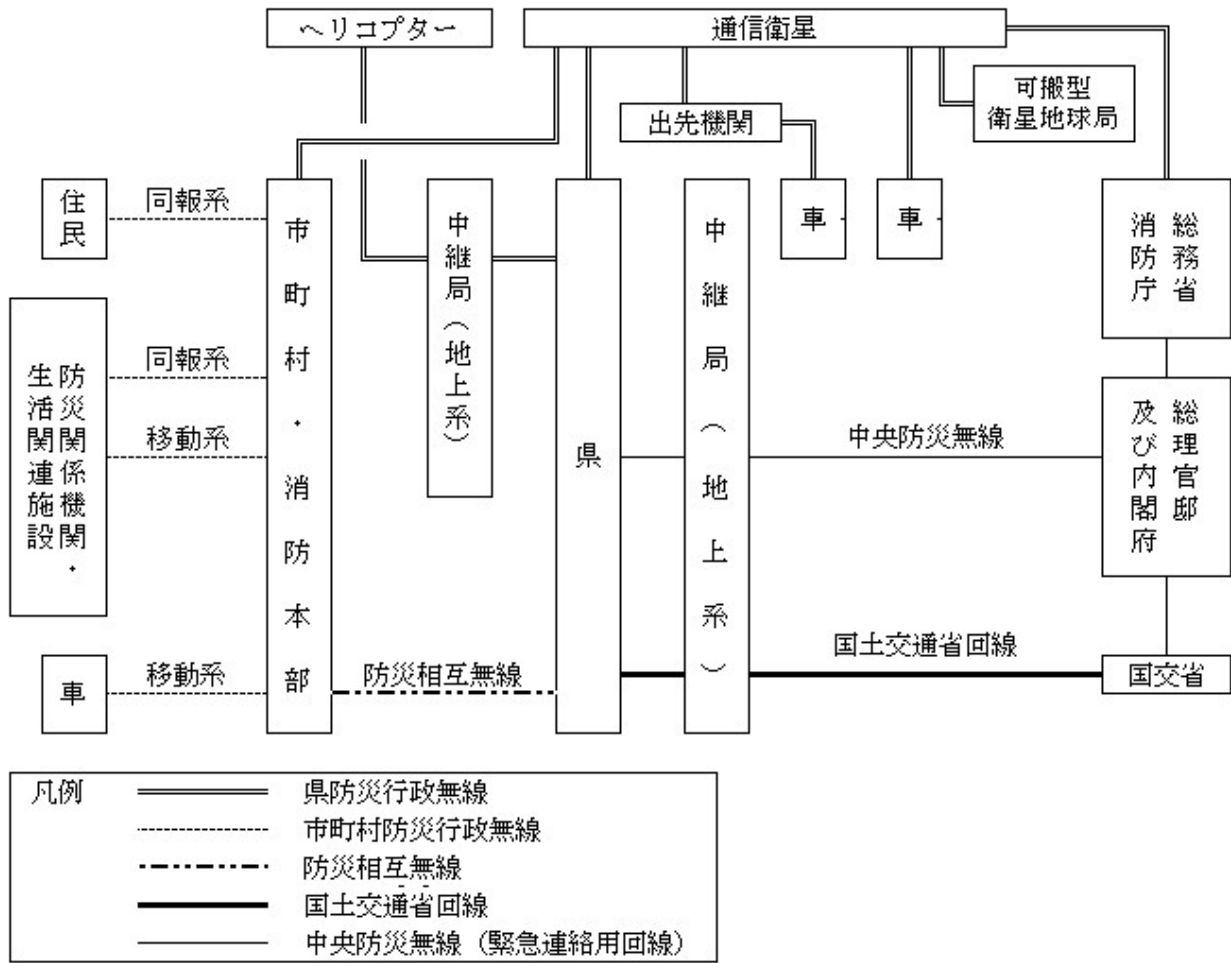 ヘリコプター
通信衛星
可搬型
衛星地球局
出先機関
住民
同報系
市町村・消防本部
中継局(地上系)
県
中継局(地上系)
車
車
総務省
消防庁
防災関係機関・
生活関連施設
同報系
移動系
中央防災無線
総理官邸
及び内閣府
車
移動系
防災相互無線
国土交通省回線
国交省
凡例
県防災行政無線
市町村防災行政無線
防災相互無線
国土交通省回線
中央防災無線(緊急連絡用回線)